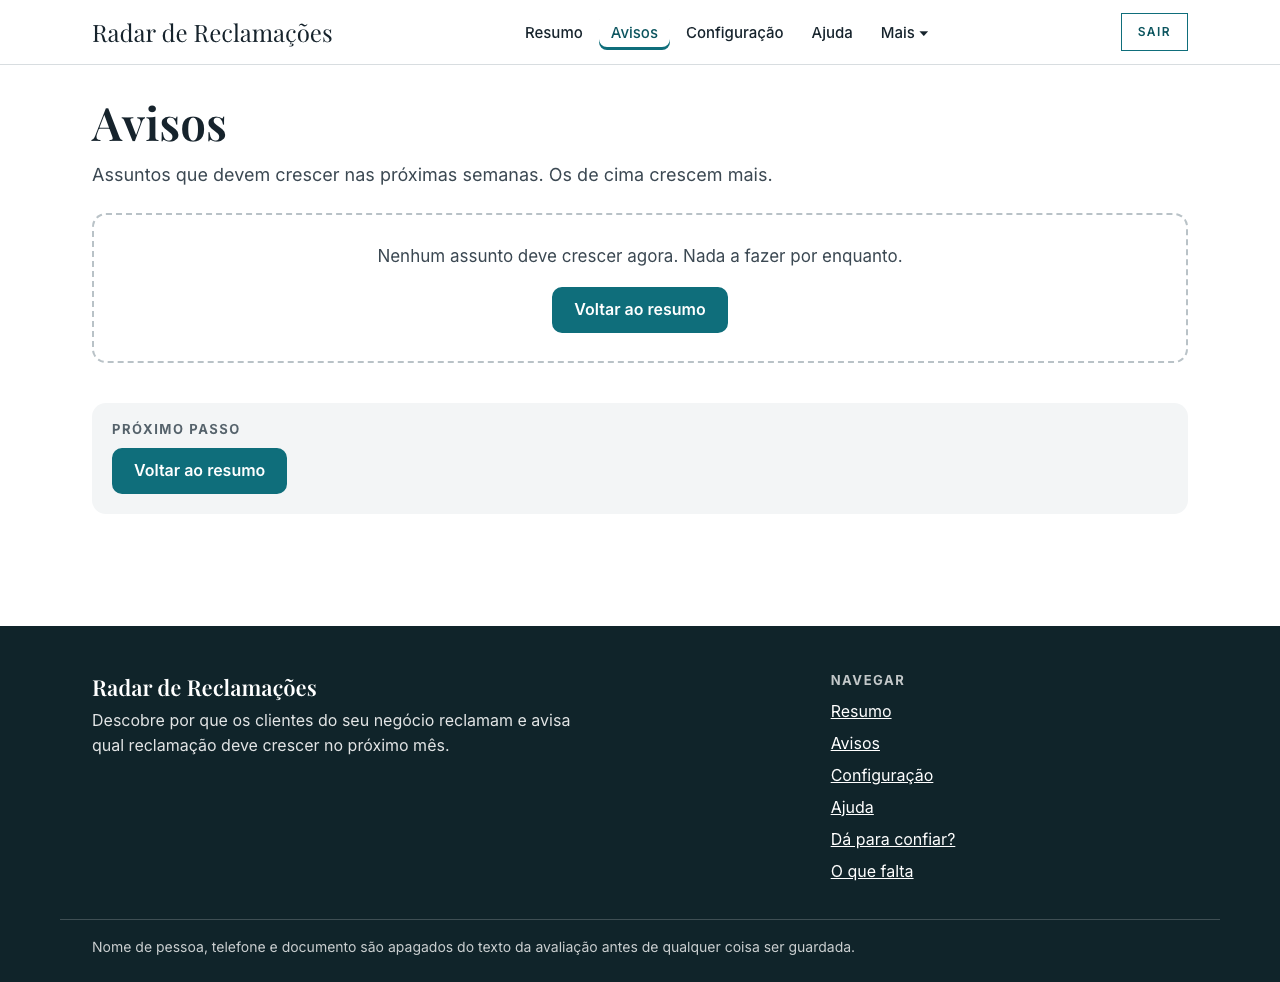 Radar de Reclamações
Resumo
Avisos
Configuração
Ajuda
Mais
SAIR
Avisos
Assuntos que devem crescer nas próximas semanas. Os de cima crescem mais.
Nenhum assunto deve crescer agora. Nada a fazer por enquanto.
Voltar ao resumo
PRÓXIMO PASSO
Voltar ao resumo
Radar de Reclamações
Descobre por que os clientes do seu negócio reclamam e avisa
qual reclamação deve crescer no próximo mês.
NAVEGAR
Resumo
Avisos
Configuração
Ajuda
Dá para confiar?
O que falta
Nome de pessoa, telefone e documento são apagados do texto da avaliação antes de qualquer coisa ser guardada.